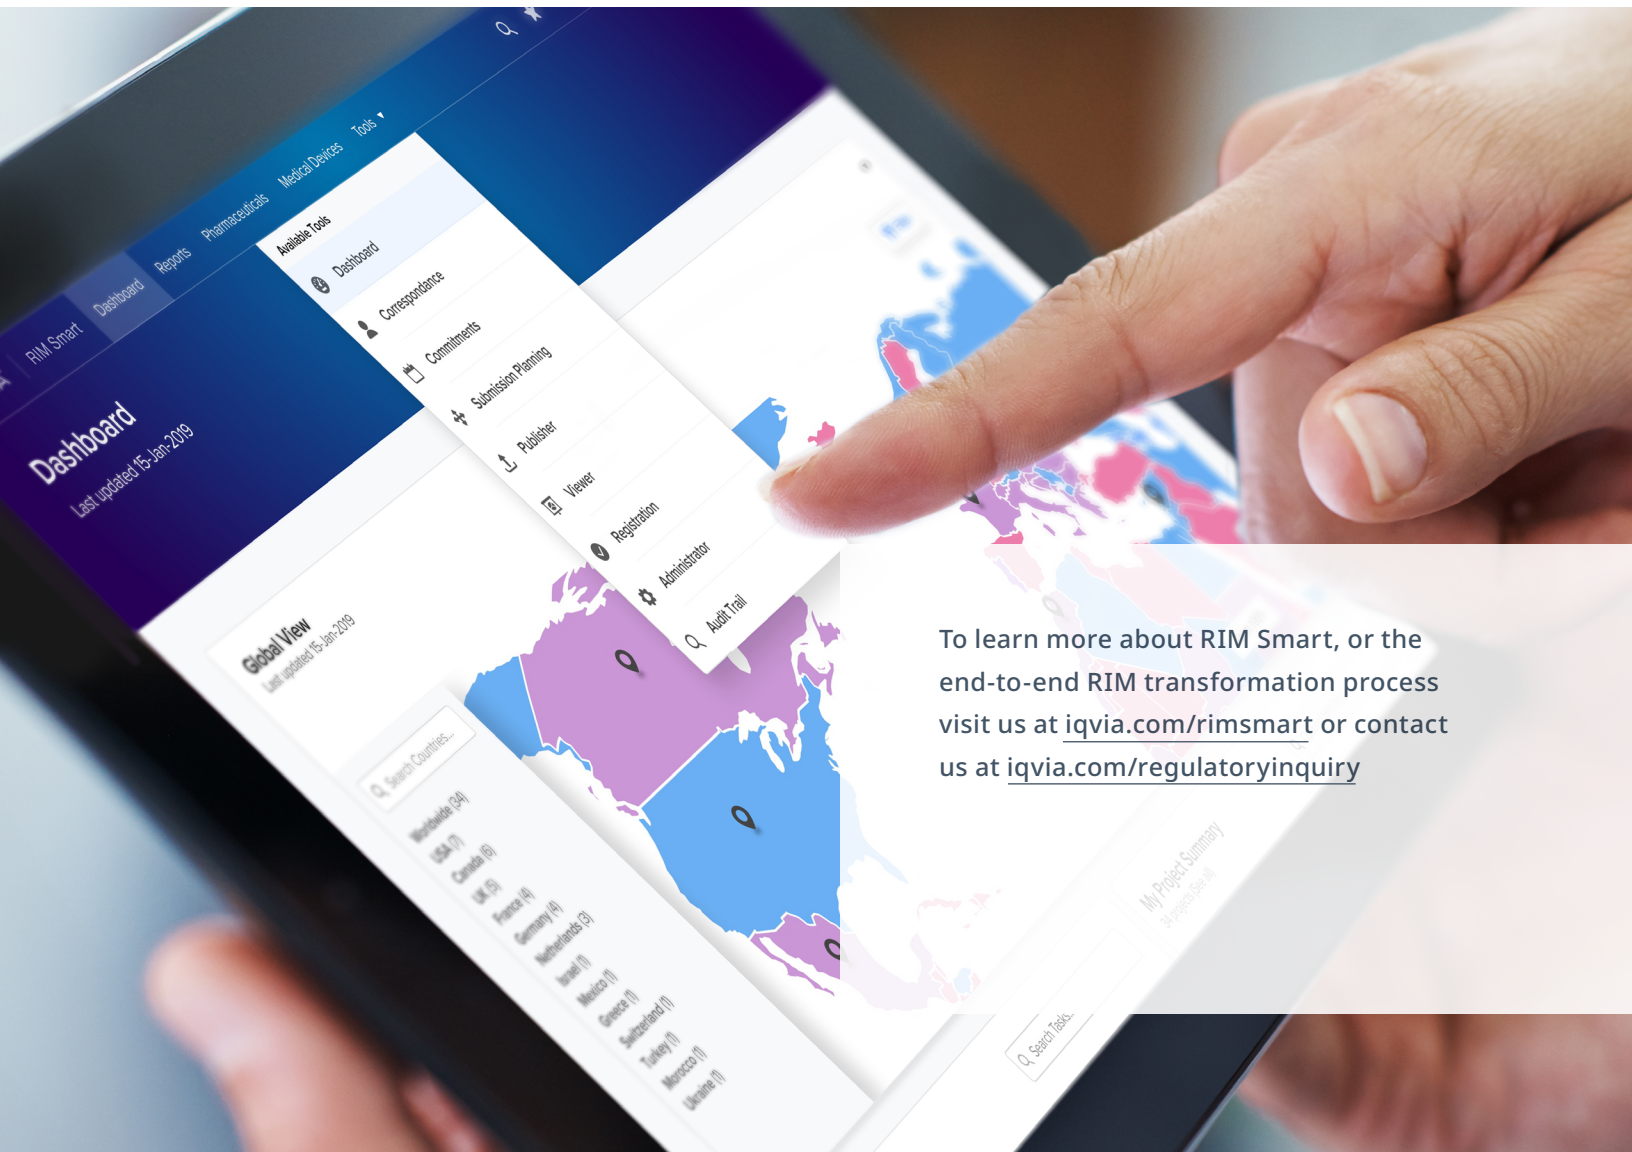 RIM Smart
Dashboard
Reports
Pharmaceuticals
Medical Devices
Tools
Dashboard
Last updated 15-Jan-2019
Available Tools
Dashboard
Correspondance
Commitments
Submission Planning
Publisher
Viewer
Registration
Administrator
Audit Trail
Global View
Last updated 15-Jan-2019
Search Countries...
Worldwide (34)
USA (7)
Canada (6)
UK (5)
France (4)
Germany (4)
Netherlands (3)
Israel (1)
Mexico (1)
Greece (1)
Switzerland (1)
Turkey (1)
Morocco (1)
Ukraine (1)
To learn more about RIM Smart, or the
end-to-end RIM transformation process
visit us at iqvia.com/rimsmart or contact
us at iqvia.com/regulatoryinquiry
My Project Summary
34 projects (See all)
Search Tasks...